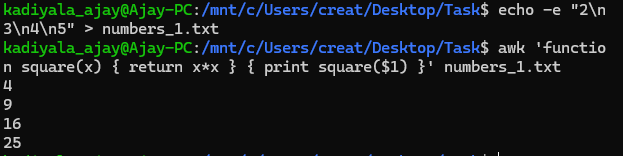 kadiyala_ajay@Ajay-PC:/mnt/c/Users/creat/Desktop/Task$ echo -e "2\n
3\n4\n5" > numbers_1.txt
kadiyala_ajay@Ajay-PC:/mnt/c/Users/creat/Desktop/Task$ awk 'functio
n square(x) { return x*x } { print square($1) }' numbers_1.txt
4
9
16
25